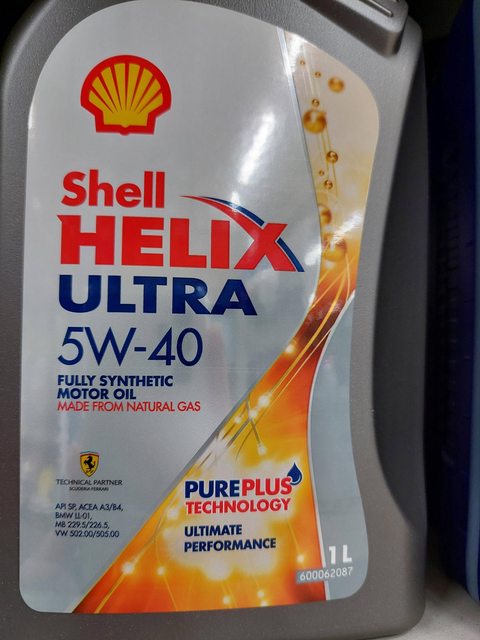 Shell
HELIX
ULTRA
5W-40
FULLY SYNTHETIC
MOTOR OIL
MADE FROM NATURAL GAS
TECHNICAL PARTNER
SCUDERIA FERRARI
API SP, ACEA A3/B4,
BMW LL-01,
MB 229.5/226.5,
VW 502.00/505.00
PUREPLUS
TECHNOLOGY
ULTIMATE
PERFORMANCE
1 L
600062087